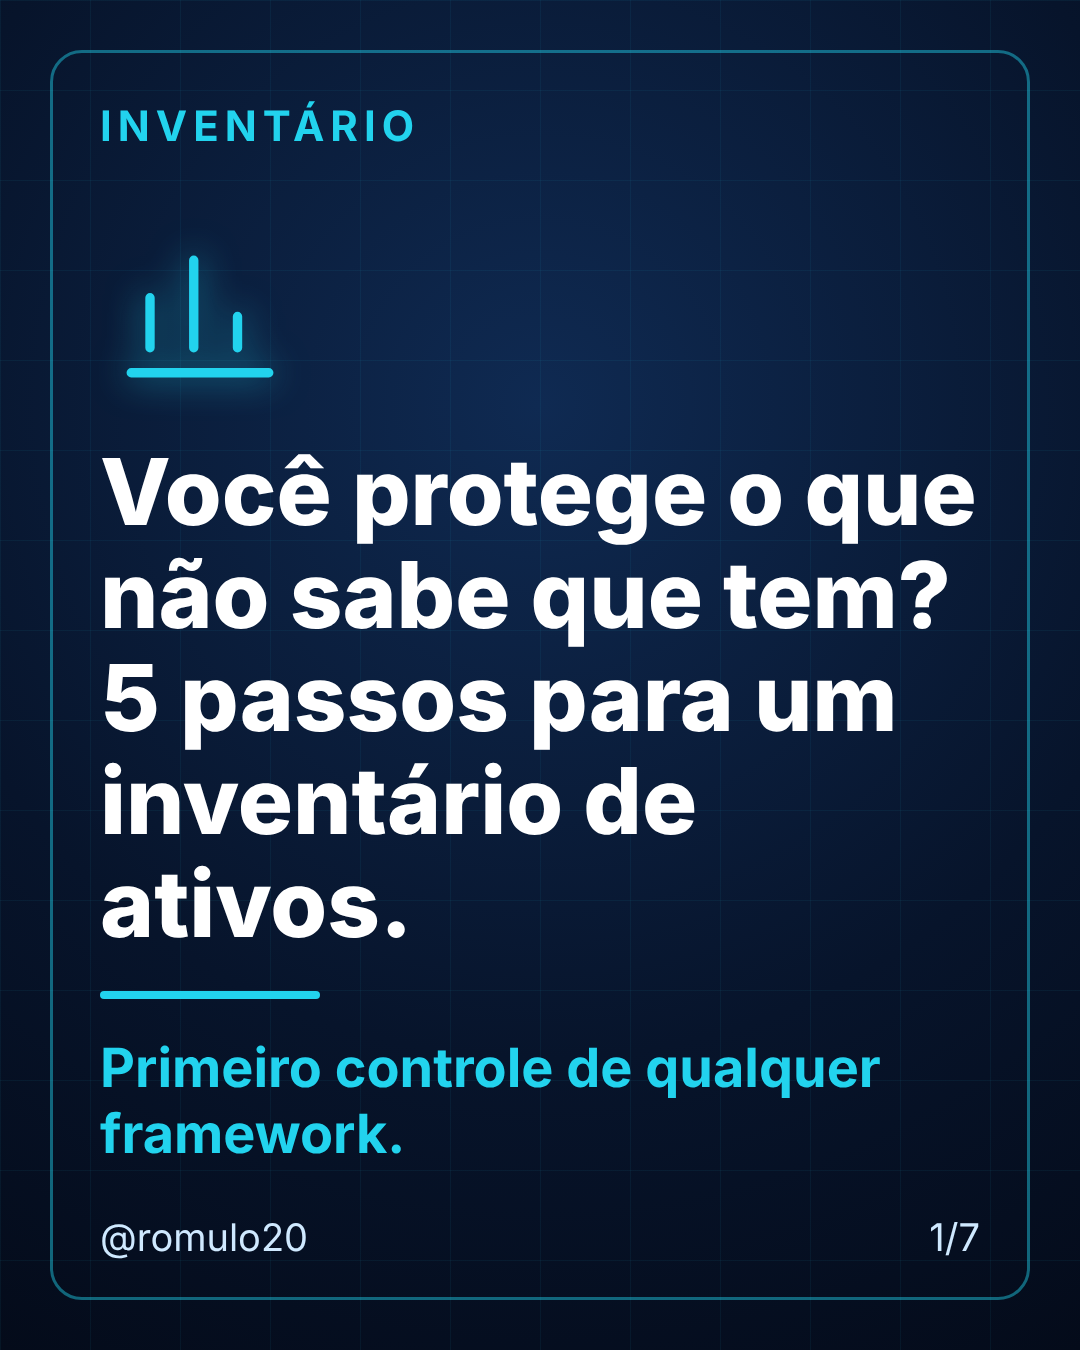 INVENTÁRIO
Você protege o que
não sabe que tem?
5 passos para um
inventário de
ativos.
Primeiro controle de qualquer
framework.
@romulo20
1/7